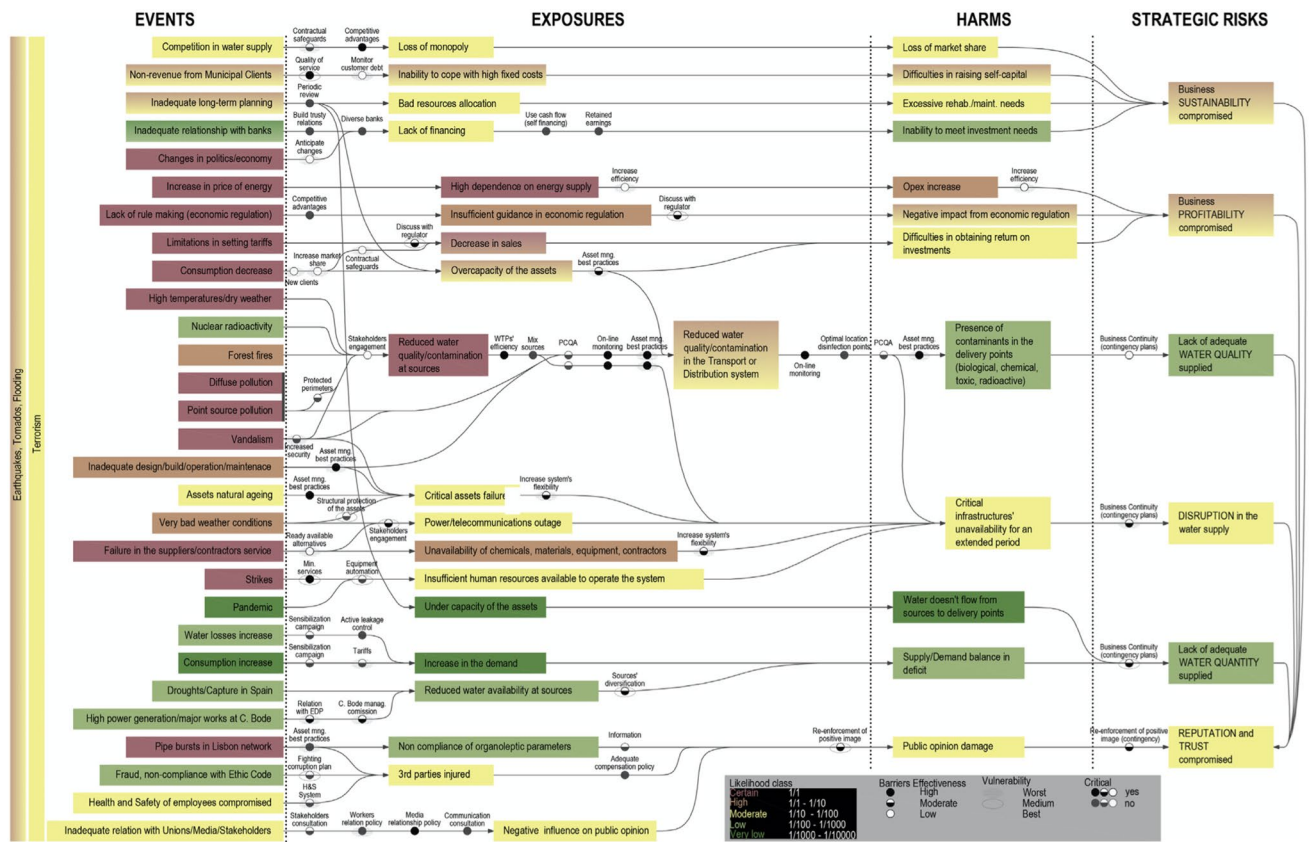 EVENTS
EXPOSURES
HARMS
STRATEGIC RISKS
Earthquakes, Tornados, Flooding
Terrorism
Competition in water supply
Contractual
safeguards
Competitive
advantages
Loss of monopoly
Loss of market share
Non-revenue from Municipal Clients
Quality of
service
Monitor
customer debt
Inability to cope with high fixed costs
Difficulties in raising self-capital
Business
SUSTAINABILITY
compromised
Inadequate long-term planning
Periodic
review
Bad resources allocation
Excessive rehab./maint. needs
Inadequate relationship with banks
Build trusty
relations
Diverse banks
Lack of financing
Use cash flow
(self financing)
Retained
earnings
Inability to meet investment needs
Changes in politics/economy
Anticipate
changes
Increase in price of energy
High dependence on energy supply
Increase
efficiency
Opex increase
Increase
efficiency
Business
PROFITABILITY
compromised
Lack of rule making (economic regulation)
Competitive
advantages
Insufficient guidance in economic regulation
Discuss with
regulator
Negative impact from economic regulation
Limitations in setting tariffs
Discuss with
regulator
Decrease in sales
Difficulties in obtaining return on
investments
Consumption decrease
Increase market
share
New clients
Contractual
safeguards
Overcapacity of the assets
Asset mng.
best practices
High temperatures/dry weather
Nuclear radioactivity
Forest fires
Stakeholders
engagement
Reduced water
quality/contamination
at sources
WTPs'
efficiency
Mix
sources
PCQA
On-line
monitoring
Asset mng.
best practices
Reduced water
quality/contamination
in the Transport or
Distribution system
On-line
monitoring
Optimal location
disinfection points
PCQA
Asset mng.
best practices
Presence of
contaminants in
the delivery points
(biological, chemical,
toxic, radioactive)
Business Continuity
(contingency plans)
Lack of adequate
WATER QUALITY
supplied
Diffuse pollution
Protected
perimeters
Point source pollution
Vandalism
Increased
security
Inadequate design/build/operation/maintenace
Asset mng.
best practices
Assets natural ageing
Asset mng.
best practices
Structural protection
of the assets
Critical assets failure
Increase system's
flexibility
Critical
infrastructures'
unavailability for an
extended period
Business Continuity
(contingency plans)
DISRUPTION in the
water supply
Very bad weather conditions
Stakeholders
engagement
Power/telecommunications outage
Failure in the suppliers/contractors service
Ready available
alternatives
Unavailability of chemicals, materials, equipment, contractors
Increase system's
flexibility
Strikes
Min.
services
Equipment
automation
Insufficient human resources available to operate the system
Pandemic
Under capacity of the assets
Water doesn't flow from
sources to delivery points
Water losses increase
Sensibilization
campaign
Active leakage
control
Consumption increase
Sensibilization
campaign
Tariffs
Increase in the demand
Supply/Demand balance in
deficit
Business Continuity
(contingency plans)
Lack of adequate
WATER QUANTITY
supplied
Droughts/Capture in Spain
Reduced water availability at sources
Sources'
diversification
High power generation/major works at C. Bode
Relation
with EDP
C. Bode manag.
comission
Pipe bursts in Lisbon network
Asset mng.
best practices
Non compliance of organoleptic parameters
Information
Re-enforcement of
positive image
Public opinion damage
Re-enforcement of positive
image (contingency)
REPUTATION and
TRUST
compromised
Fraud, non-compliance with Ethic Code
Fighting
corruption plan
3rd parties injured
Adequate
compensation policy
Health and Safety of employees compromised
H&S
System
Inadequate relation with Unions/Media/Stakeholders
Stakeholders
consultation
Workers
relation policy
Media
relationship policy
Communication
consultation
Negative influence on public opinion
Likelihood class
Certain 1/1
High 1/1 - 1/10
Moderate 1/10 - 1/100
Low 1/100 - 1/1000
Very low 1/1000 - 1/10000
Barriers Effectiveness
High
Moderate
Low
Vulnerability
Worst
Medium
Best
Critical
yes
no